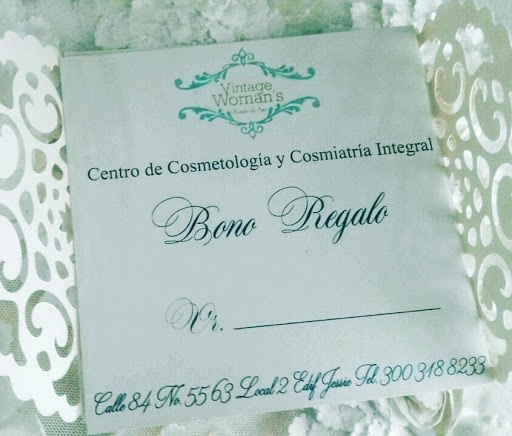 Vintage
Woman's
Centro de Cosmetología y Cosmiatría Integral
Bono Regalo
Vr.
Calle 84 No. 55 63 Local 2 Edif Jessie Tel. 300 318 8233